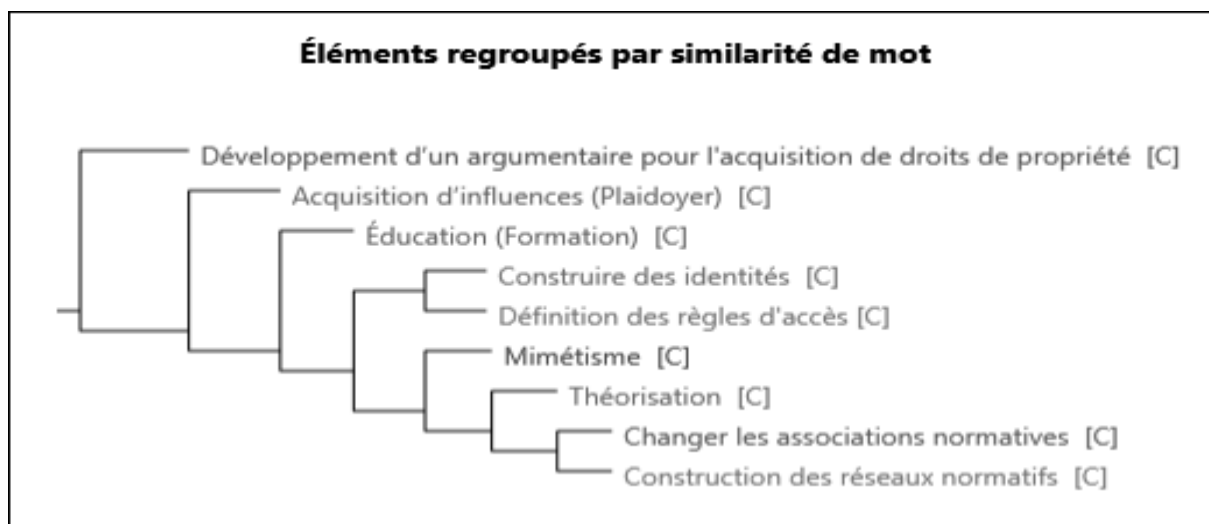 Éléments regroupés par similarité de mot
Développement d'un argumentaire pour l'acquisition de droits de propriété [C]
Acquisition d'influences (Plaidoyer) [C]
Éducation (Formation) [C]
Construire des identités [C]
Définition des règles d'accès [C]
Mimétisme [C]
Théorisation [C]
Changer les associations normatives [C]
Construction des réseaux normatifs [C]